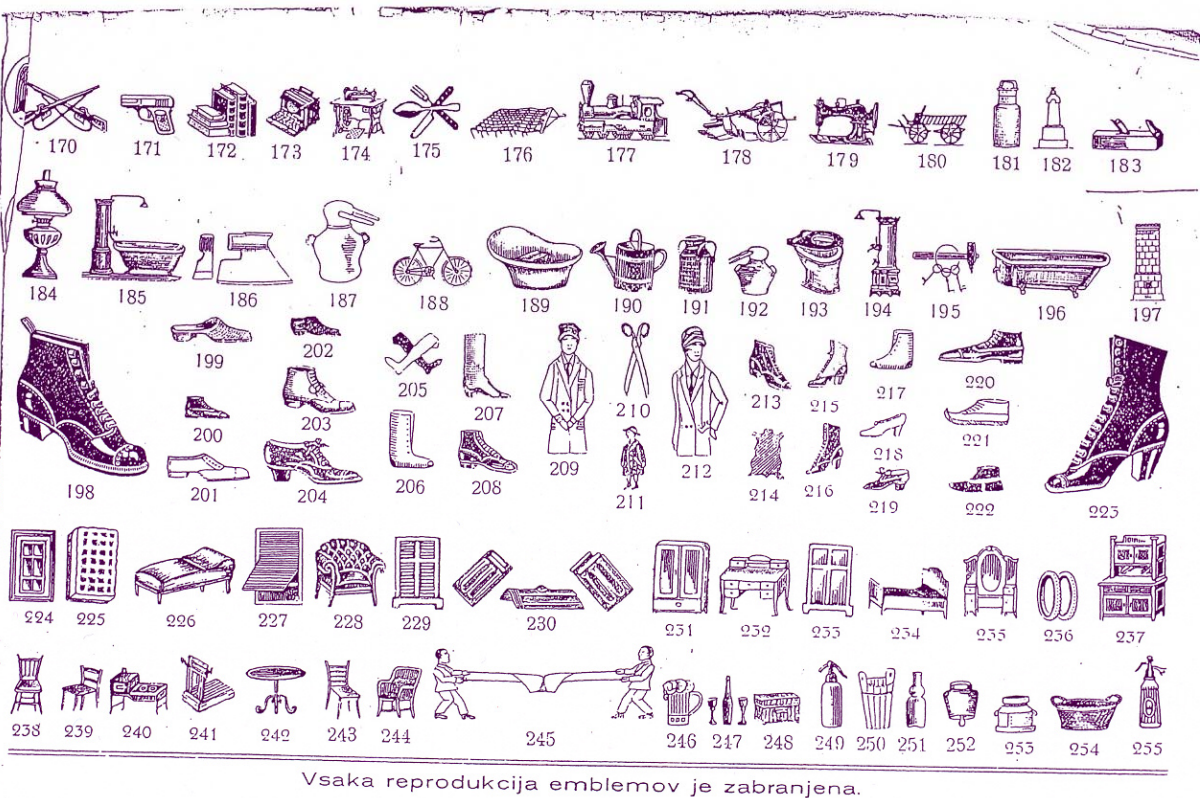 170 171 172 173 174 175 176 177 178 179 180 181 182 183
184 185 186 187 188 189 190 191 192 193 194 195 196 197
199 202 205 207 210 213 215 217 220
200 203 218 221
198 201 204 206 208 209 211 212 214 216 219 222 223
224 225 226 227 228 229 230 231 232 233 234 235 236 237
238 239 240 241 242 243 244 245 246 247 248 249 250 251 252 253 254 255
Vsaka reprodukcija emblemov je zabranjena.